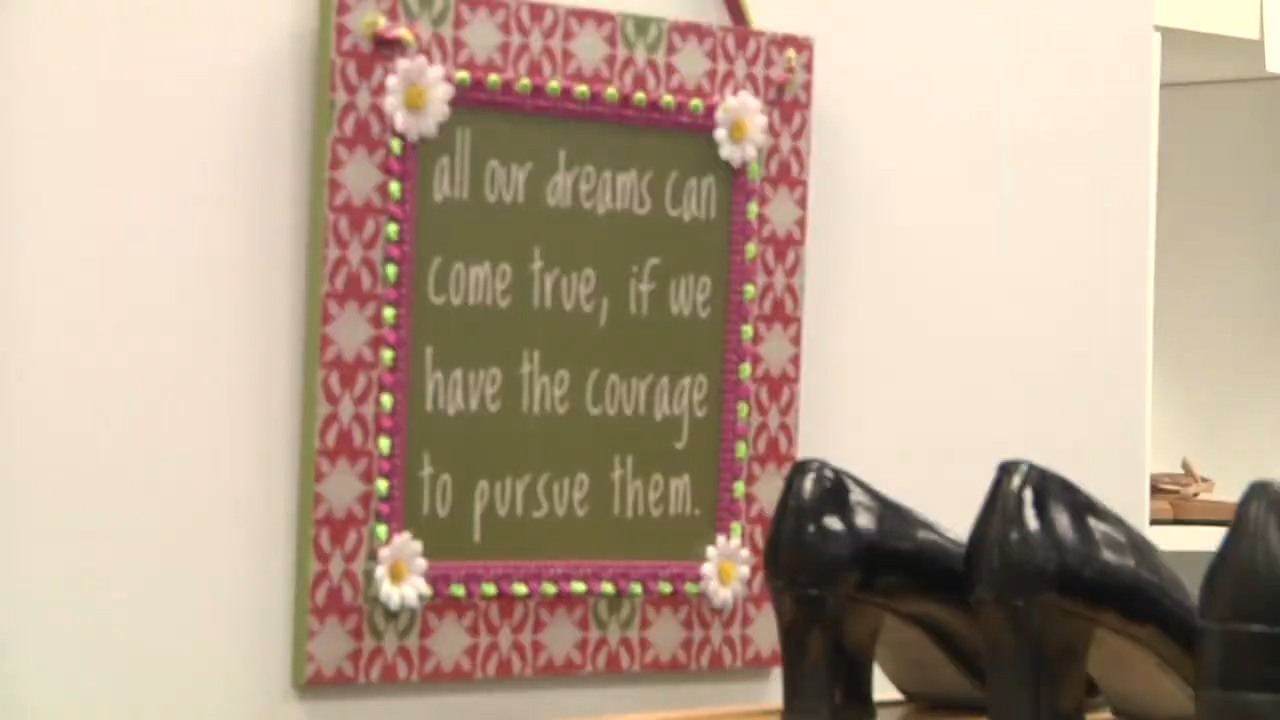 all our dreams can
come true, if we
have the courage
to pursue them.